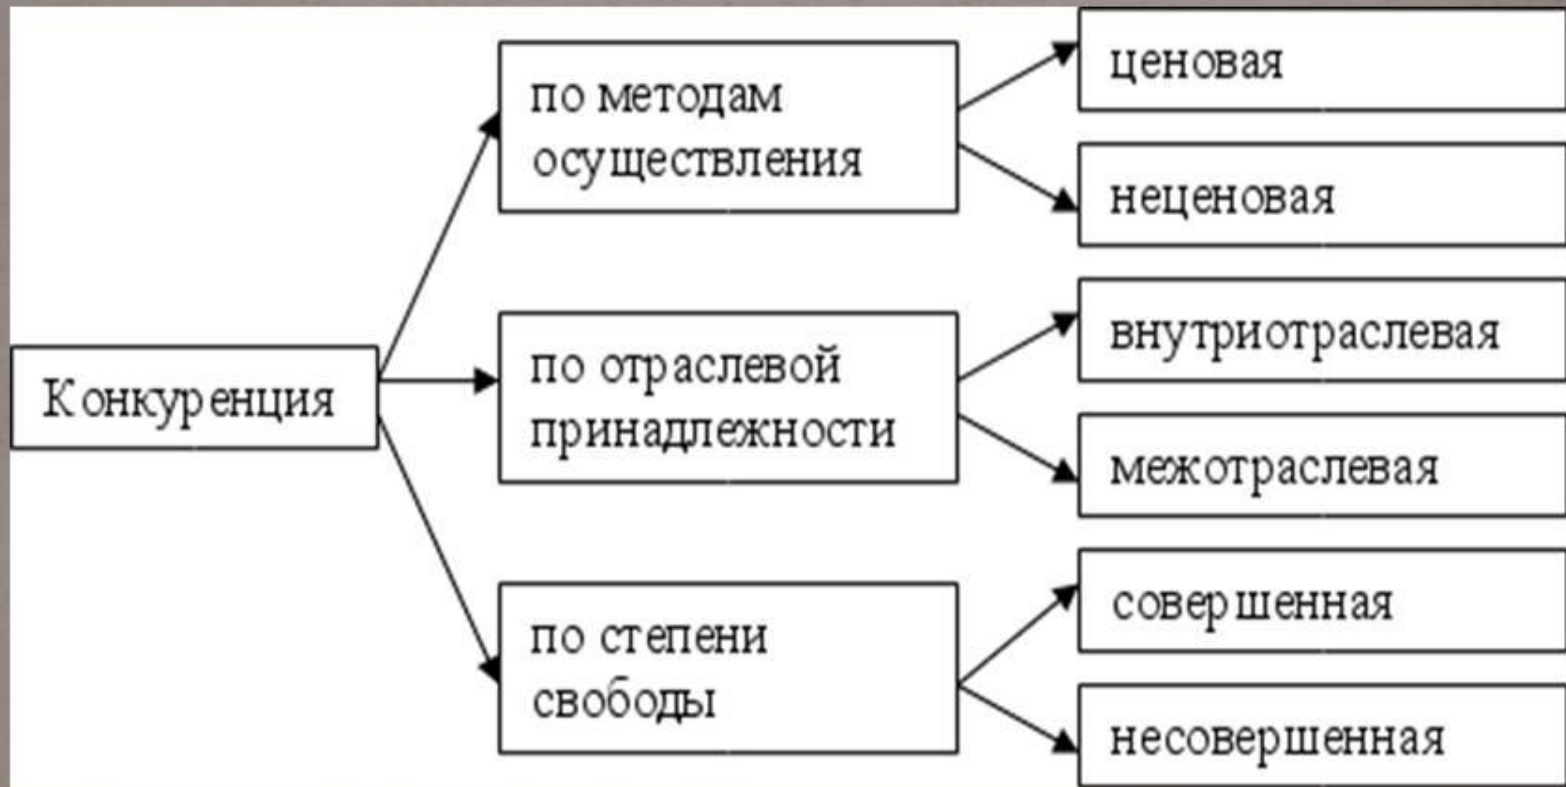 Конкуренция
по методам
осуществления
ценовая
неценовая
по отраслевой
принадлежности
внутриотраслевая
межотраслевая
по степени
свободы
совершенная
несовершенная